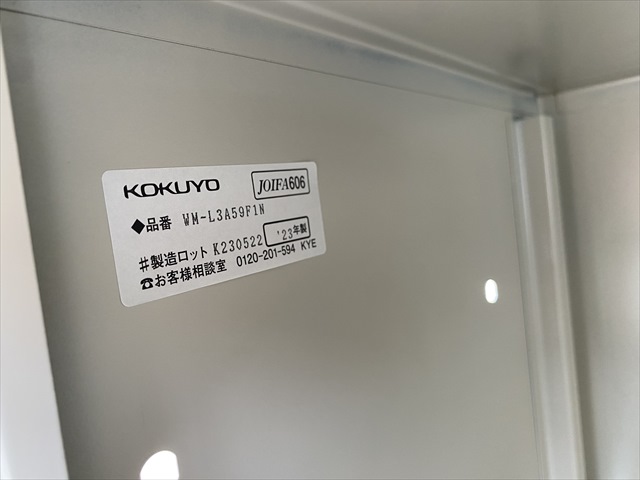 KOKUYO JOIFA606
◆品番 WM-L3A59F1N
#製造ロット K230522 '23年製
☎お客様相談室 0120-201-594 KYE